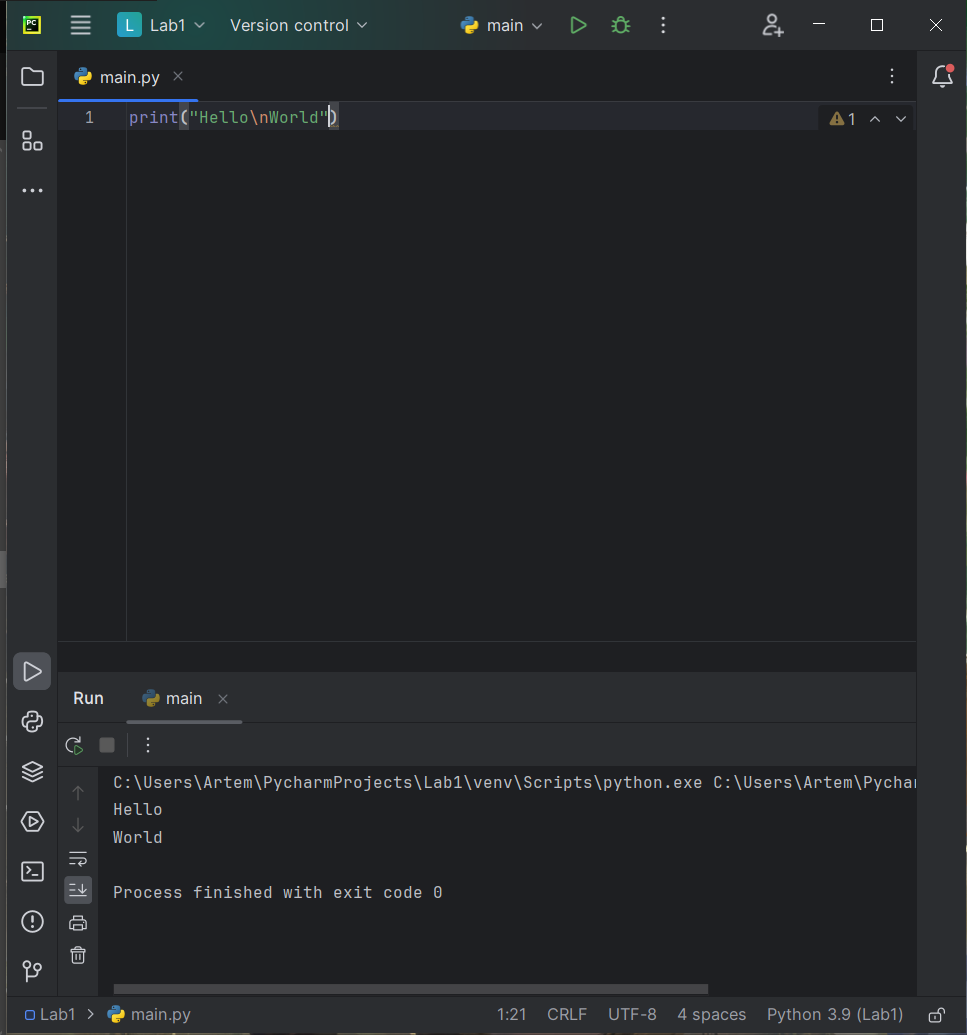 PC
L Lab1 Version control main
main.py
1 print("Hello\nWorld") 1
Run main
C:\Users\Artem\PycharmProjects\Lab1\venv\Scripts\python.exe C:\Users\Artem\Pychar
Hello
World
Process finished with exit code 0
Lab1 > main.py 1:21 CRLF UTF-8 4 spaces Python 3.9 (Lab1)